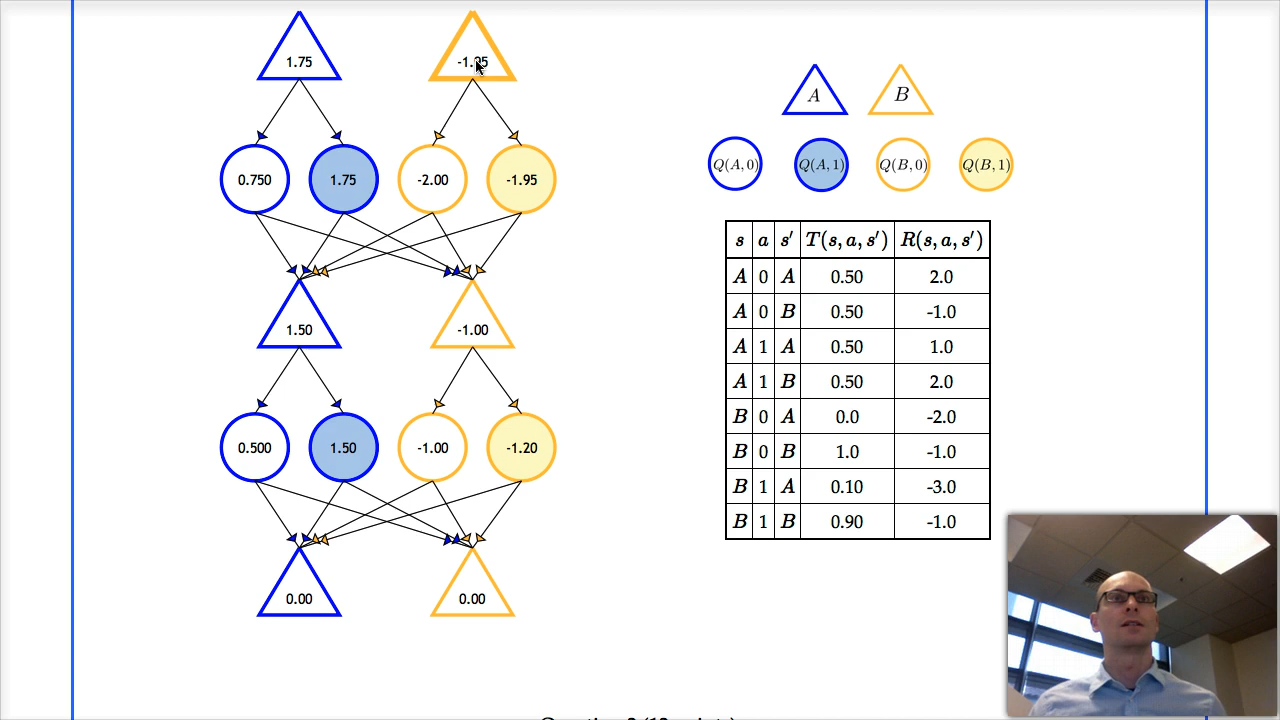 1.75 -1.95
A B
0.750 1.75 -2.00 -1.95
Q(A,0) Q(A,1) Q(B,0) Q(B,1)
s a s′ T(s,a,s′) R(s,a,s′)
A 0 A 0.50 2.0
A 0 B 0.50 -1.0
A 1 A 0.50 1.0
A 1 B 0.50 2.0
B 0 A 0.0 -2.0
B 0 B 1.0 -1.0
B 1 A 0.10 -3.0
B 1 B 0.90 -1.0
1.50 -1.00
0.500 1.50 -1.00 -1.20
0.00 0.00